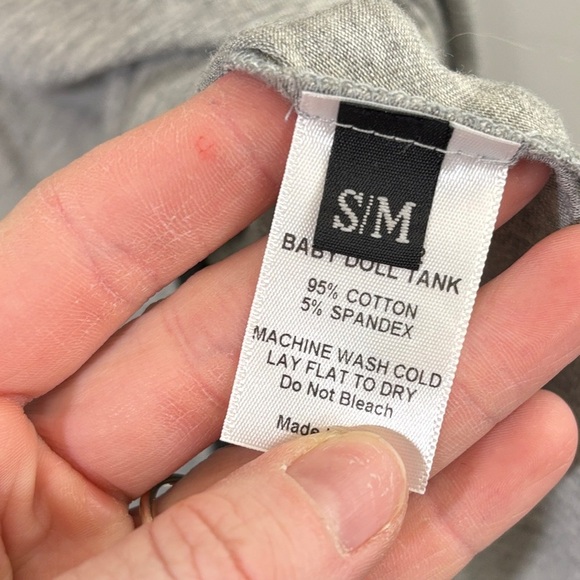 S/M
BABY DOLL TANK
95% COTTON
5% SPANDEX
MACHINE WASH COLD
LAY FLAT TO DRY
Do Not Bleach
Made